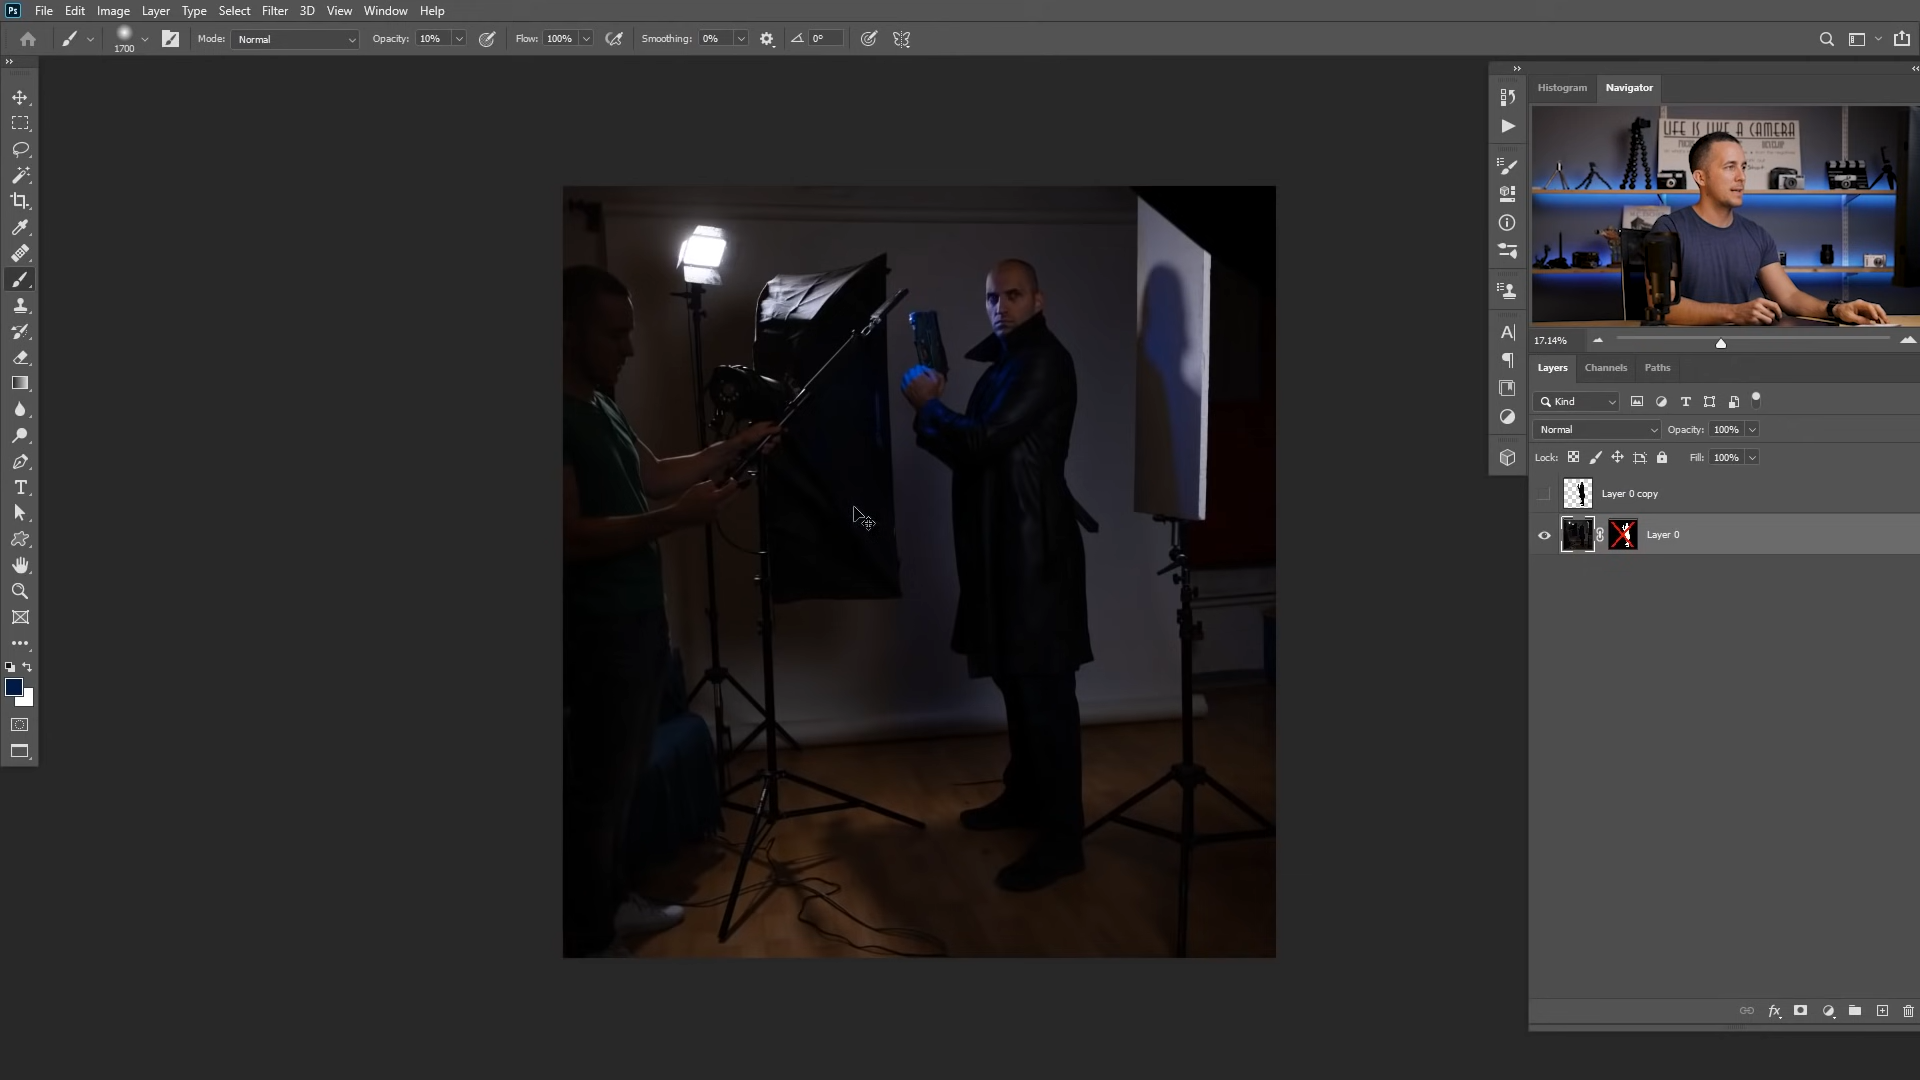 Ps File Edit Image Layer Type Select Filter 3D View Window Help
1700 Mode: Normal Opacity: 10% Flow: 100% Smoothing: 0% 0°
Histogram Navigator
LIFE IS LIKE A CAMERA
17.14%
Layers Channels Paths
Kind
Normal Opacity: 100%
Lock: Fill: 100%
Layer 0 copy
Layer 0